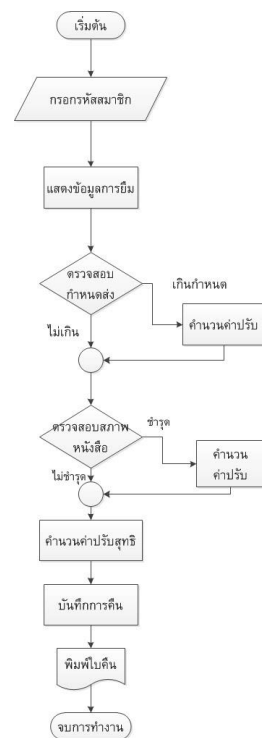 เริ่มต้น
กรอกรหัสสมาชิก
แสดงข้อมูลการยืม
ตรวจสอบ
กำหนดส่ง
เกินกำหนด
คำนวนค่าปรับ
ไม่เกิน
ตรวจสอบสภาพ
หนังสือ
ชำรุด
คำนวน
ค่าปรับ
ไม่ชำรุด
คำนวนค่าปรับสุทธิ
บันทึกการคืน
พิมพ์ใบคืน
จบการทำงาน